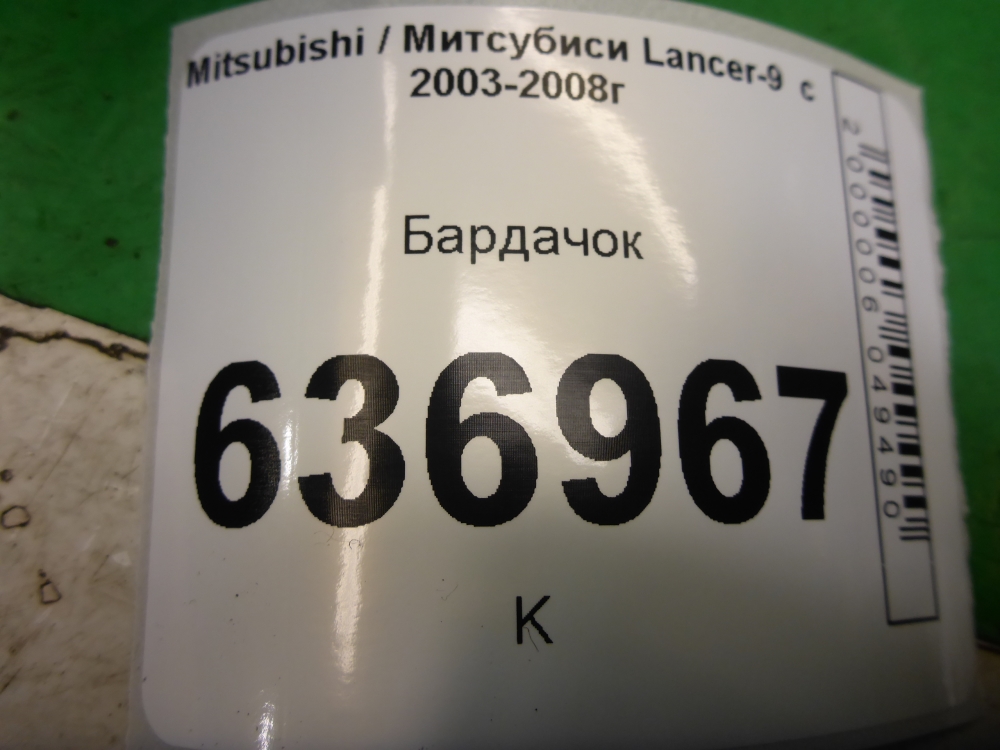 Mitsubishi / Митсубиси Lancer-9 с
2003-2008г
Бардачок
636967
К
2000006049490